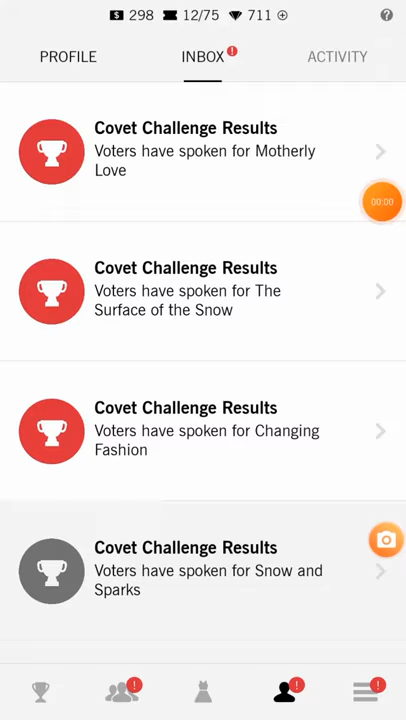 $ 298 12/75 711
?
PROFILE INBOX ! ACTIVITY
Covet Challenge Results
Voters have spoken for Motherly
Love
00:00
Covet Challenge Results
Voters have spoken for The
Surface of the Snow
Covet Challenge Results
Voters have spoken for Changing
Fashion
Covet Challenge Results
Voters have spoken for Snow and
Sparks
! ! !